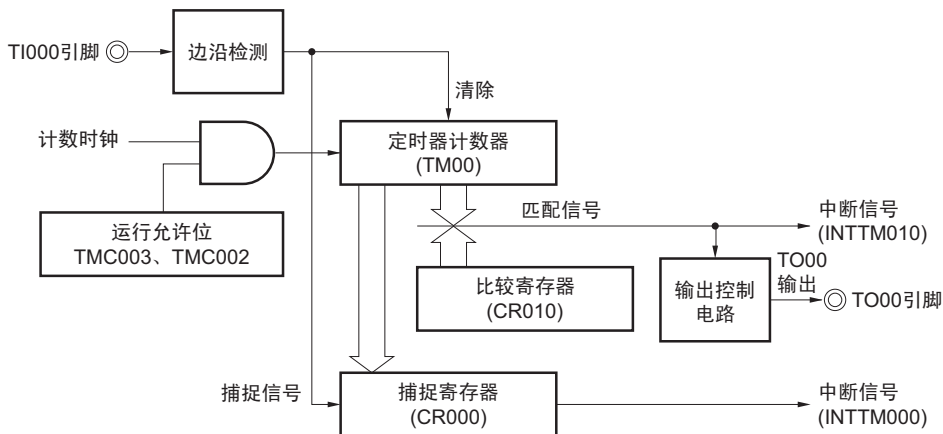 TI000引脚
边沿检测
清除
计数时钟
定时器计数器
(TM00)
运行允许位
TMC003、TMC002
匹配信号
中断信号
(INTTM010)
比较寄存器
(CR010)
输出控制
电路
TO00
输出
TO00引脚
捕捉信号
捕捉寄存器
(CR000)
中断信号
(INTTM000)